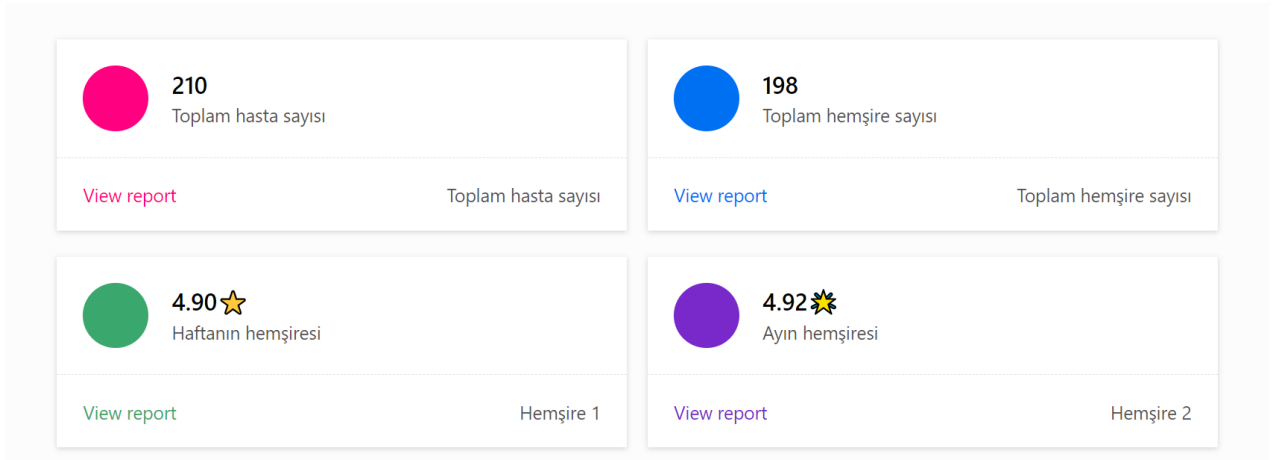 210
Toplam hasta sayısı
View report
Toplam hasta sayısı
198
Toplam hemşire sayısı
View report
Toplam hemşire sayısı
4.90⭐
Haftanın hemşiresi
View report
Hemşire 1
4.92🌟
Ayın hemşiresi
View report
Hemşire 2